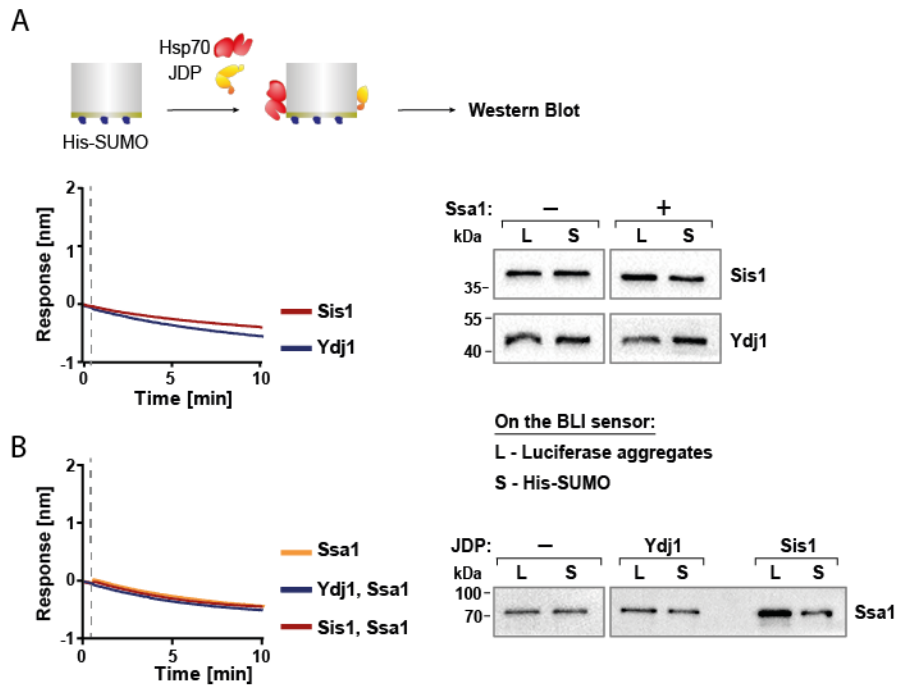 A
Hsp70
JDP
His-SUMO
Western Blot
2
1
0
-1
Response [nm]
0 5 10
Time [min]
Sis1
Ydj1
Ssa1: – +
kDa L S L S
35-
Sis1
55
40 -
Ydj1
On the BLI sensor:
L - Luciferase aggregates
S - His-SUMO
B
2
1
0
-1
Response [nm]
0 5 10
Time [min]
Ssa1
Ydj1, Ssa1
Sis1, Ssa1
JDP: – Ydj1 Sis1
kDa L S L S L S
100-
70-
Ssa1